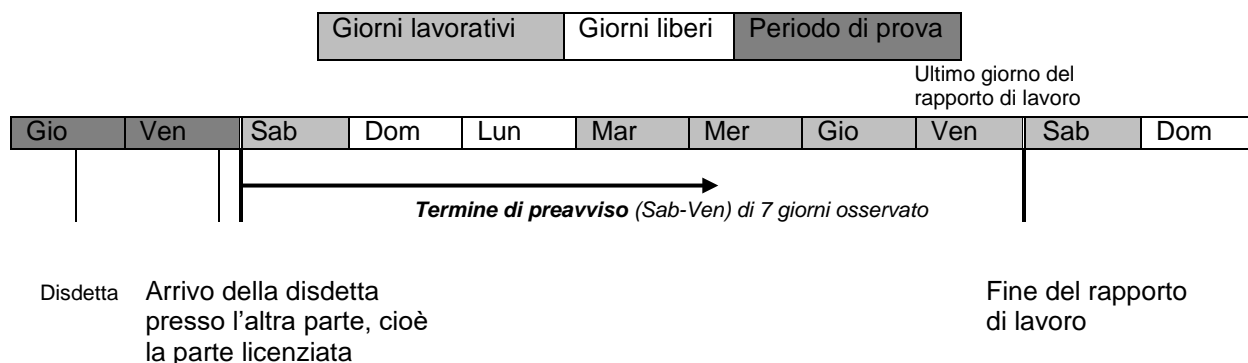 Giorni lavorativi Giorni liberi Periodo di prova
Ultimo giorno del
rapporto di lavoro
Gio Ven Sab Dom Lun Mar Mer Gio Ven Sab Dom
Termine di preavviso (Sab-Ven) di 7 giorni osservato
Disdetta Arrivo della disdetta
presso l'altra parte, cioè
la parte licenziata
Fine del rapporto
di lavoro